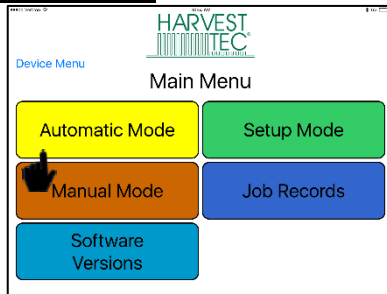 HARVEST
TEC
Device Menu
Main Menu
Automatic Mode
Setup Mode
Manual Mode
Job Records
Software
Versions